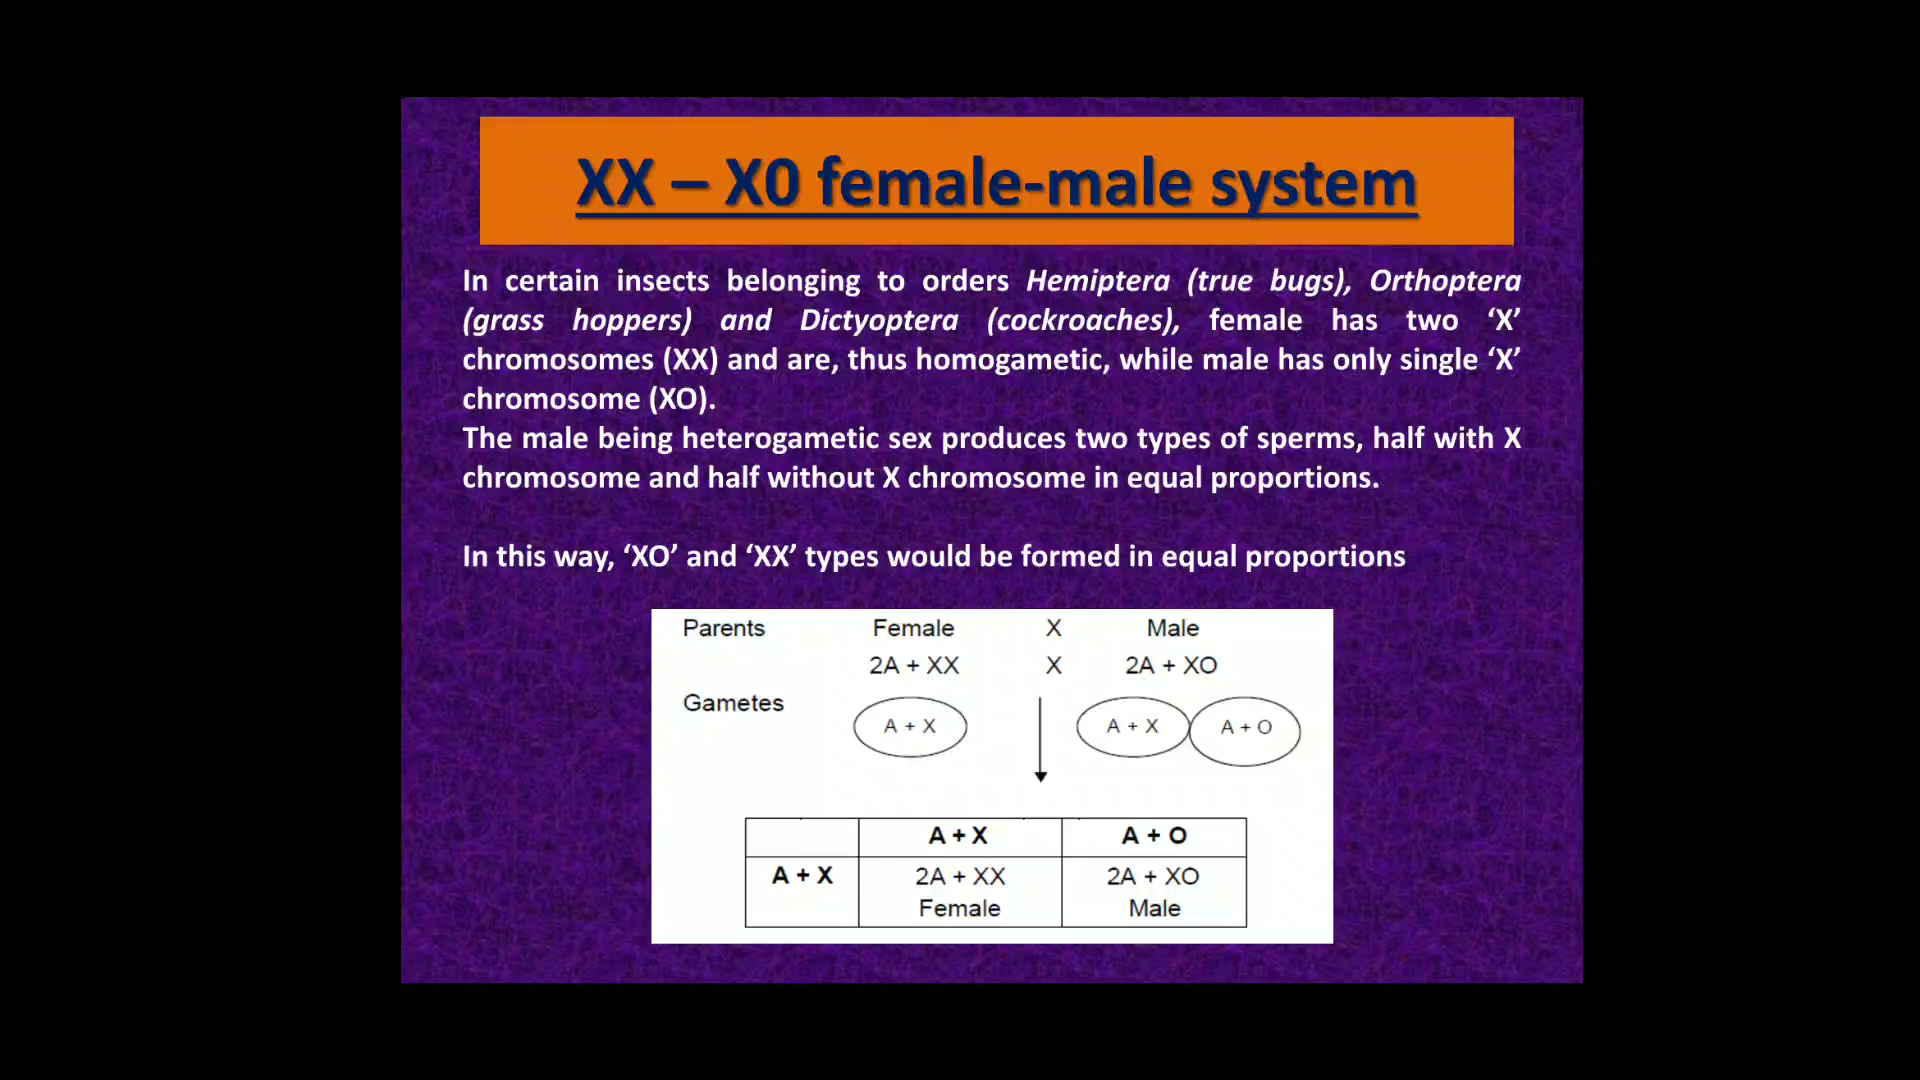 XX – X0 female-male system
In certain insects belonging to orders Hemiptera (true bugs), Orthoptera
(grass hoppers) and Dictyoptera (cockroaches), female has two ‘X’
chromosomes (XX) and are, thus homogametic, while male has only single ‘X’
chromosome (XO).
The male being heterogametic sex produces two types of sperms, half with X
chromosome and half without X chromosome in equal proportions.
In this way, ‘XO’ and ‘XX’ types would be formed in equal proportions
Parents Female X Male
2A + XX X 2A + XO
Gametes
A + X A + X A + O
A + X A + O
A + X 2A + XX 2A + XO
Female Male